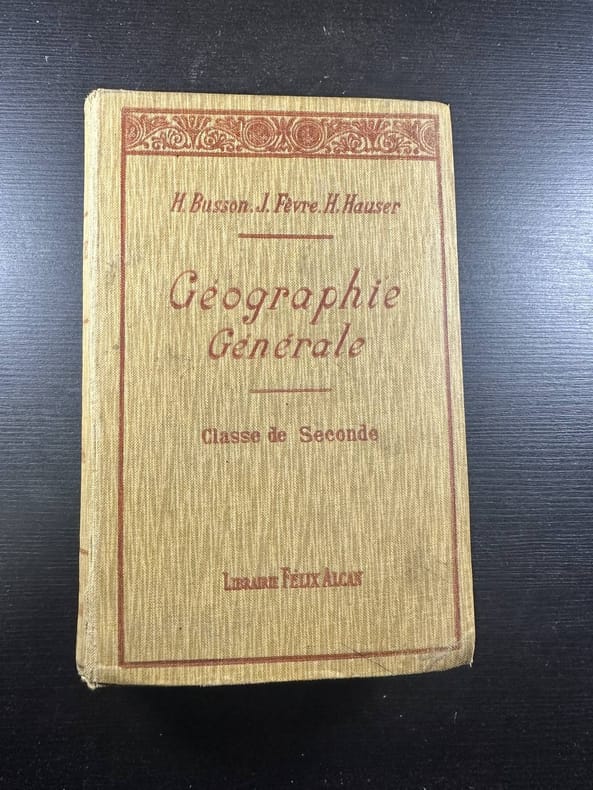 H. Busson. J. Fèvre. H. Hauser
Géographie
Générale
Classe de Seconde
Librairie Félix Alcan